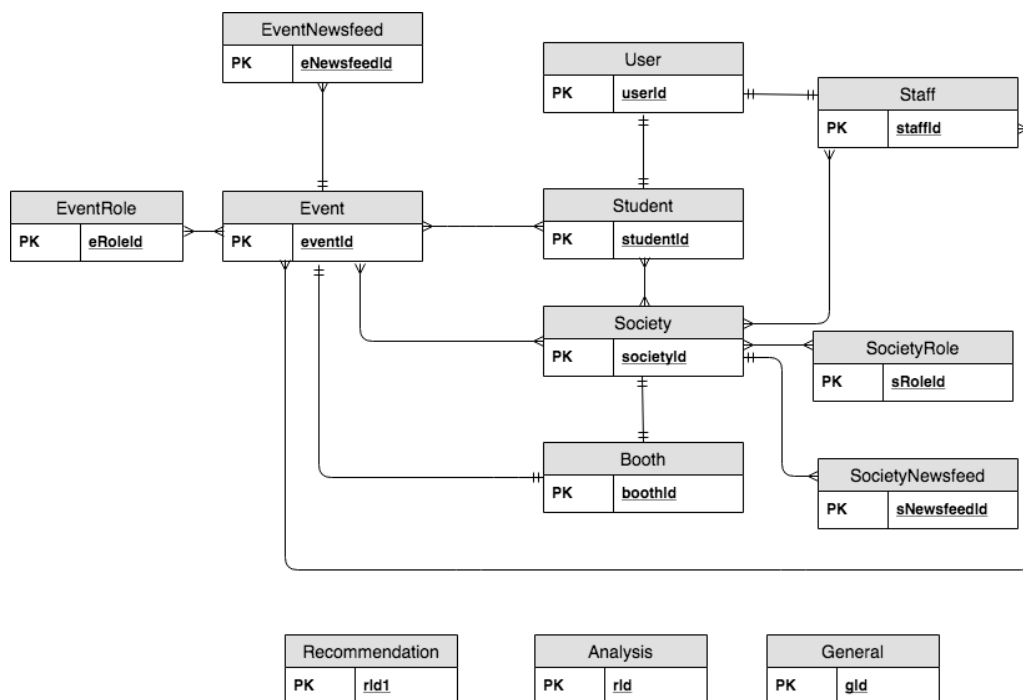 EventNewsfeed
PK eNewsfeedId
User
PK userId
Staff
PK staffId
EventRole
PK eRoleId
Event
PK eventId
Student
PK studentId
Society
PK societyId
SocietyRole
PK sRoleId
Booth
PK boothId
SocietyNewsfeed
PK sNewsfeedId
Recommendation
PK rId1
Analysis
PK rId
General
PK gId